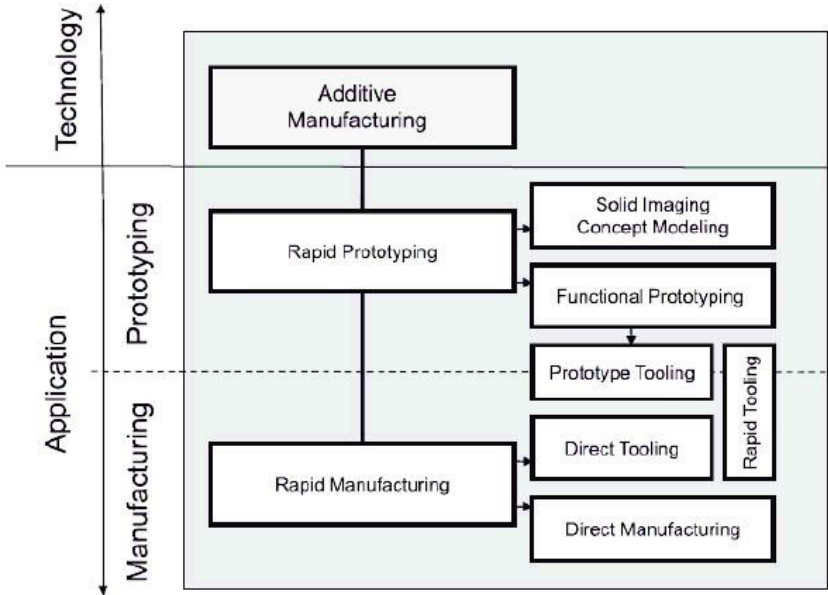 Technology
Additive
Manufacturing
Application
Prototyping
Rapid Prototyping
Solid Imaging
Concept Modeling
Functional Prototyping
Prototype Tooling
Rapid Tooling
Manufacturing
Rapid Manufacturing
Direct Tooling
Direct Manufacturing